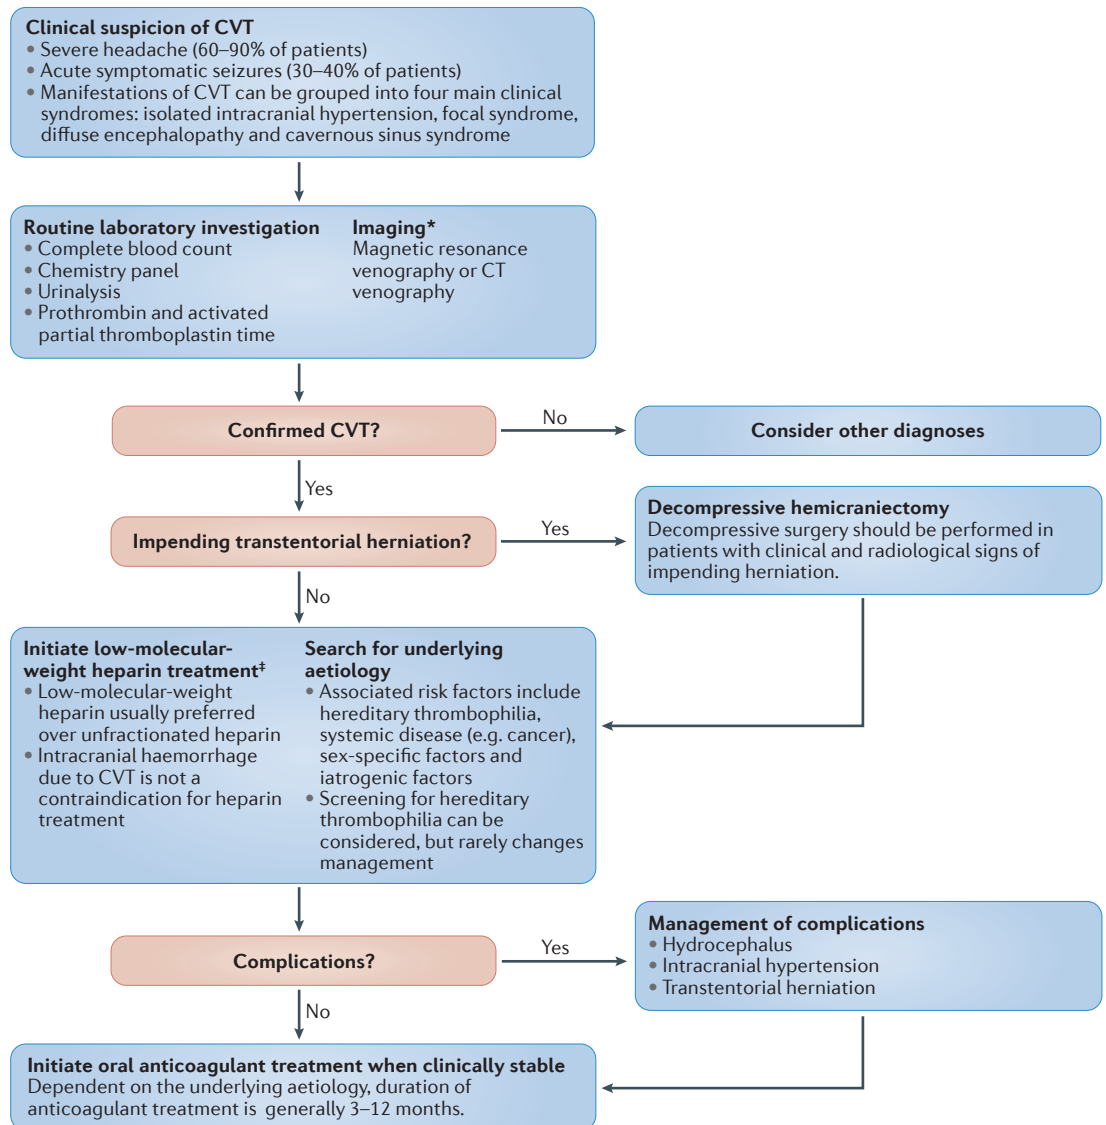 Clinical suspicion of CVT
• Severe headache (60–90% of patients)
• Acute symptomatic seizures (30–40% of patients)
• Manifestations of CVT can be grouped into four main clinical
syndromes: isolated intracranial hypertension, focal syndrome,
diffuse encephalopathy and cavernous sinus syndrome
Routine laboratory investigation
• Complete blood count
• Chemistry panel
• Urinalysis
• Prothrombin and activated
partial thromboplastin time
Imaging*
Magnetic resonance
venography or CT
venography
Confirmed CVT?
No
Consider other diagnoses
Yes
Impending transtentorial herniation?
Yes
Decompressive hemicraniectomy
Decompressive surgery should be performed in
patients with clinical and radiological signs of
impending herniation.
No
Initiate low-molecular-
weight heparin treatment‡
• Low-molecular-weight
heparin usually preferred
over unfractionated heparin
• Intracranial haemorrhage
due to CVT is not a
contraindication for heparin
treatment
Search for underlying
aetiology
• Associated risk factors include
hereditary thrombophilia,
systemic disease (e.g. cancer),
sex-specific factors and
iatrogenic factors
• Screening for hereditary
thrombophilia can be
considered, but rarely changes
management
Complications?
Yes
Management of complications
• Hydrocephalus
• Intracranial hypertension
• Transtentorial herniation
No
Initiate oral anticoagulant treatment when clinically stable
Dependent on the underlying aetiology, duration of
anticoagulant treatment is generally 3–12 months.